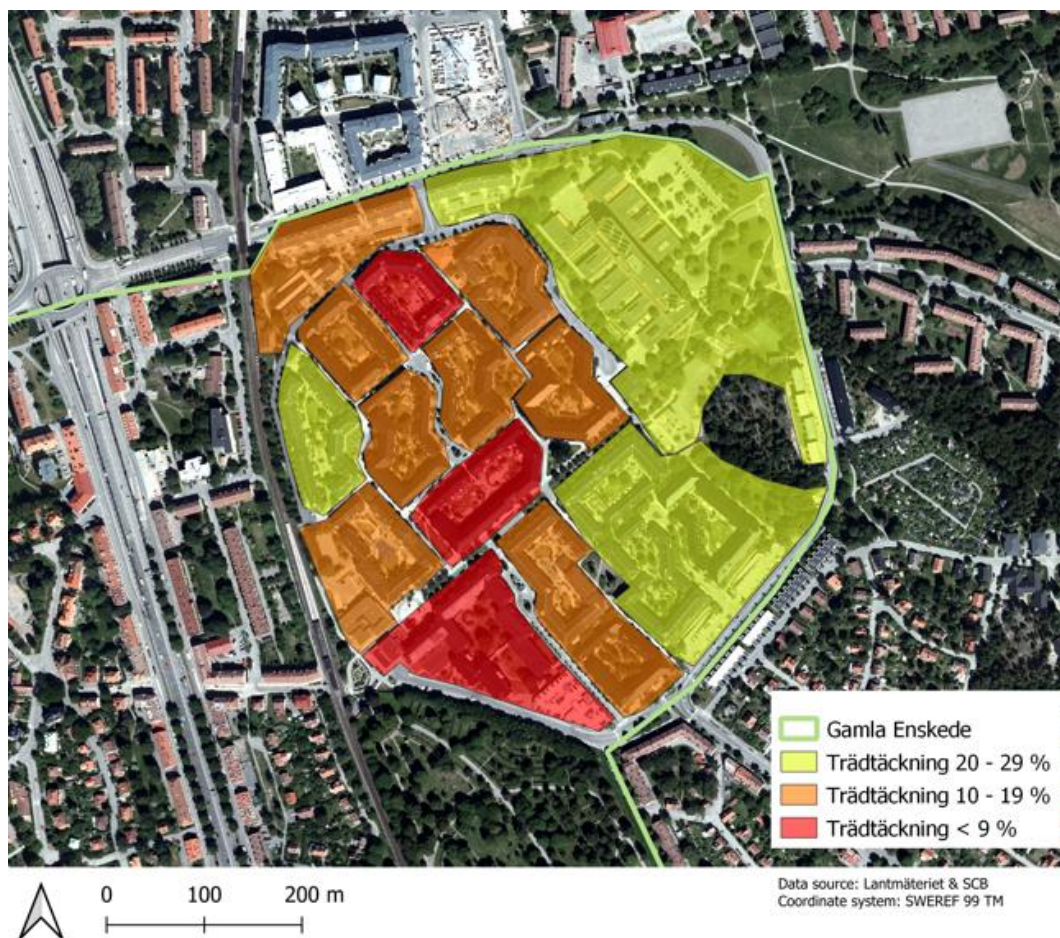 Gamla Enskede
Trädtäckning 20 - 29 %
Trädtäckning 10 - 19 %
Trädtäckning < 9 %
0 100 200 m
Data source: Lantmäteriet & SCB
Coordinate system: SWEREF 99 TM